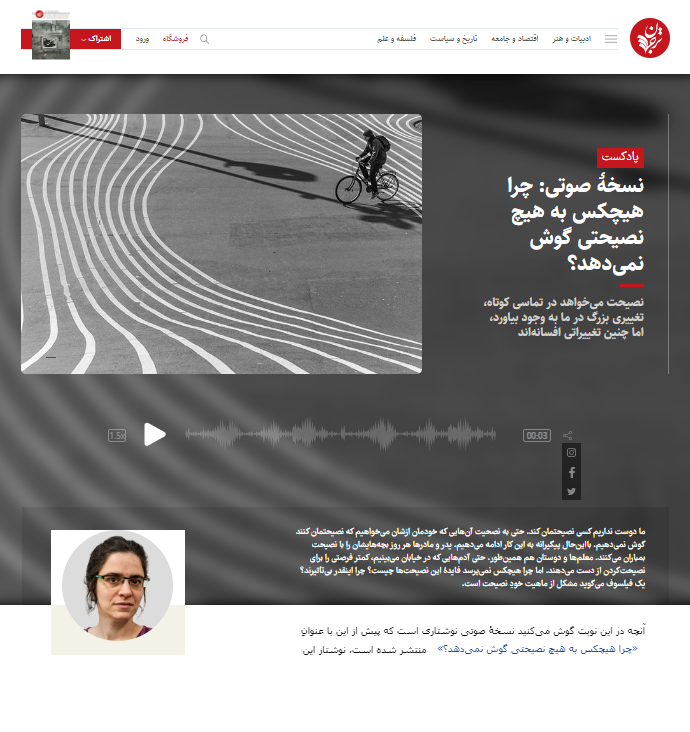 ترجمان
ادبیات و هنر
اقتصاد و جامعه
تاریخ و سیاست
فلسفه و علم
فروشگاه
ورود
اشتراک
پادکست
نسخهٔ صوتی: چرا
هیچکس به هیچ
نصیحتی گوش
نمی‌دهد؟
نصیحت می‌خواهد در تماسی کوتاه،
تغییری بزرگ در ما به وجود بیاورد،
اما چنین تغییراتی افسانه‌اند
1.5x
00:03
ما دوست نداریم کسی نصیحتمان کند. حتی به نصحیت آن‌هایی که خودمان ازشان می‌خواهیم که نصیحتمان کنند
گوش نمی‌دهیم. بااین‌حال پیگیرانه به این کار ادامه می‌دهیم. پدر و مادرها هر روز بچه‌هایشان را با نصیحت
بمباران می‌کنند. معلم‌ها و دوستان هم همین‌طور. حتی آدم‌هایی که در خیابان می‌بینیم، کمتر فرصتی را برای
نصیحت‌کردن از دست می‌دهند. اما چرا هیچکس نمی‌پرسد فایدهٔ این نصیحت‌ها چیست؟ چرا اینقدر بی‌تأثیرند؟
یک فیلسوف می‌گوید مشکل از ماهیت خودِ نصیحت است.
آنچه در این نوبت گوش می‌کنید نسخهٔ صوتی نوشتاری است که پیش از این با عنوانِ
«چرا هیچکس به هیچ نصیحتی گوش نمی‌دهد؟» منتشر شده است. نوشتار این